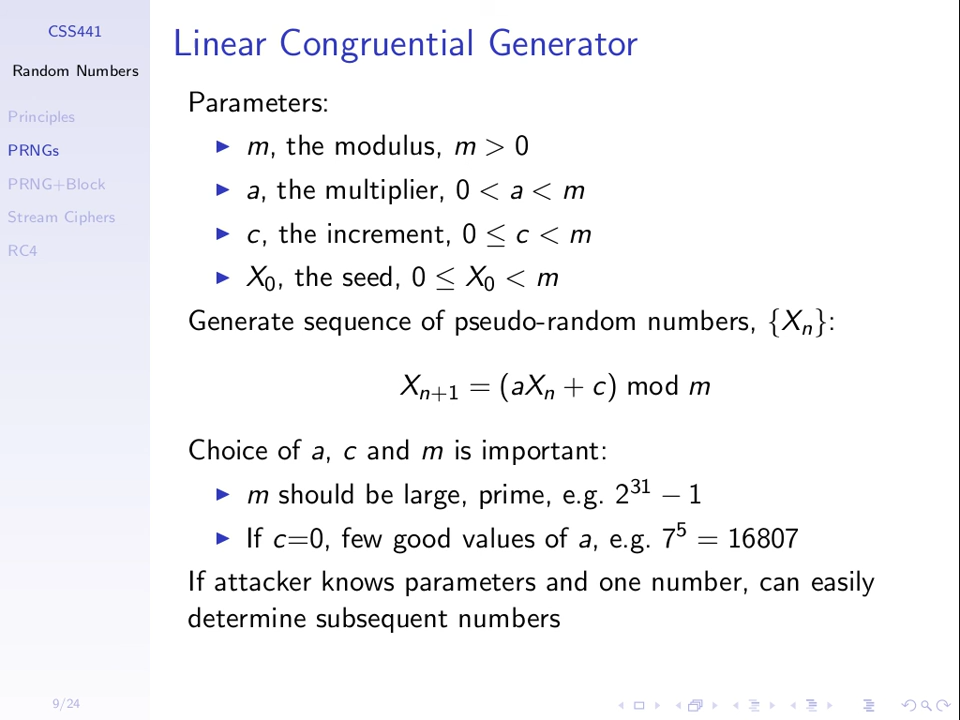 CSS441
Random Numbers
Principles
PRNGs
PRNG+Block
Stream Ciphers
RC4
Linear Congruential Generator
Parameters:
▶ m, the modulus, m > 0
▶ a, the multiplier, 0 < a < m
▶ c, the increment, 0 ≤ c < m
▶ X₀, the seed, 0 ≤ X₀ < m
Generate sequence of pseudo-random numbers, {Xₙ}:
Xₙ₊₁ = (aXₙ + c) mod m
Choice of a, c and m is important:
▶ m should be large, prime, e.g. 2³¹ − 1
▶ If c=0, few good values of a, e.g. 7⁵ = 16807
If attacker knows parameters and one number, can easily
determine subsequent numbers
9/24